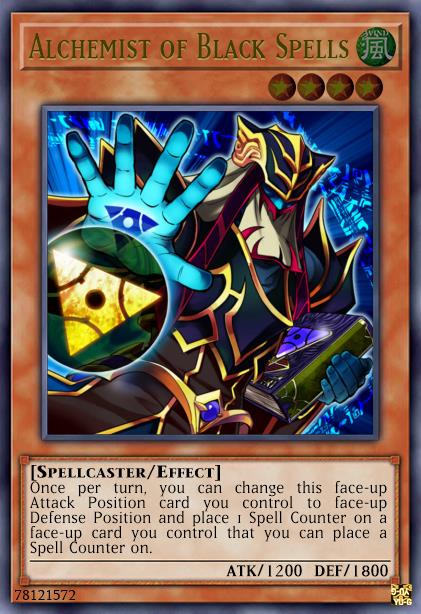 Alchemist of Black Spells
WIND
風
[Spellcaster/Effect]
Once per turn, you can change this face-up
Attack Position card you control to face-up
Defense Position and place 1 Spell Counter on a
face-up card you control that you can place a
Spell Counter on.
ATK/1200 DEF/1800
78121572